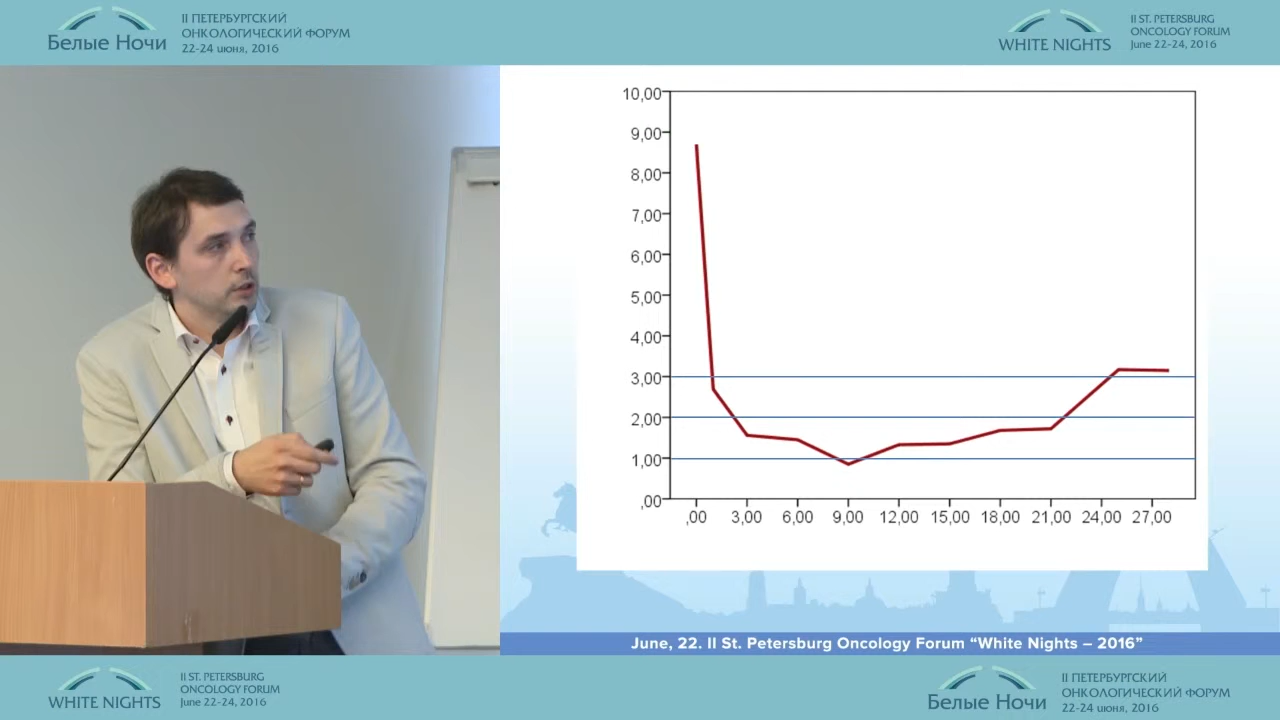 Белые Ночи
II ПЕТЕРБУРГСКИЙ
ОНКОЛОГИЧЕСКИЙ ФОРУМ
22-24 июня, 2016
WHITE NIGHTS
II ST. PETERSBURG
ONCOLOGY FORUM
June 22-24, 2016
10,00
9,00
8,00
7,00
6,00
5,00
4,00
3,00
2,00
1,00
,00
,00 3,00 6,00 9,00 12,00 15,00 18,00 21,00 24,00 27,00
June, 22. II St. Petersburg Oncology Forum “White Nights – 2016”
WHITE NIGHTS
II ST. PETERSBURG
ONCOLOGY FORUM
June 22-24, 2016
Белые Ночи
II ПЕТЕРБУРГСКИЙ
ОНКОЛОГИЧЕСКИЙ ФОРУМ
22-24 июня, 2016